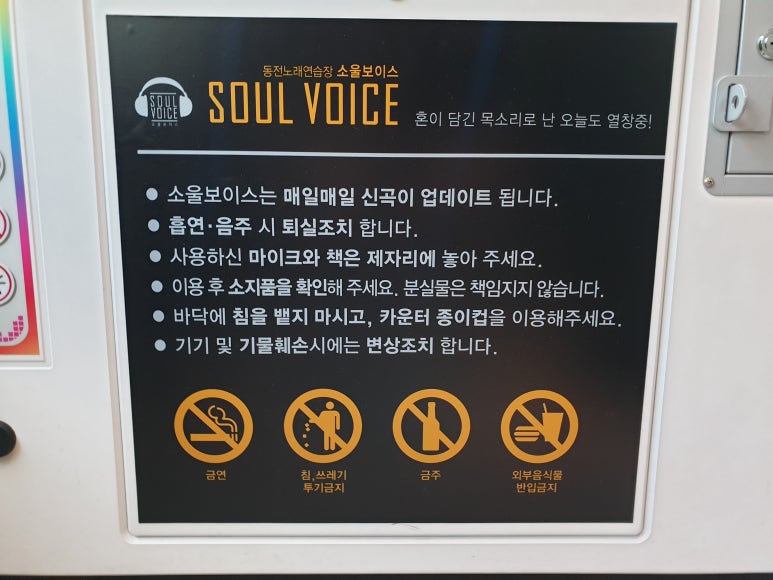 동전노래연습장 소울보이스
SOUL VOICE
SOUL
VOICE
소울보이스
혼이 담긴 목소리로 난 오늘도 열창중!
● 소울보이스는 매일매일 신곡이 업데이트 됩니다.
● 흡연·음주 시 퇴실조치 합니다.
● 사용하신 마이크와 책은 제자리에 놓아 주세요.
● 이용 후 소지품을 확인해 주세요. 분실물은 책임지지 않습니다.
● 바닥에 침을 뱉지 마시고, 카운터 종이컵을 이용해주세요.
● 기기 및 기물훼손시에는 변상조치 합니다.
금연
침,쓰레기
투기금지
금주
외부음식물
반입금지